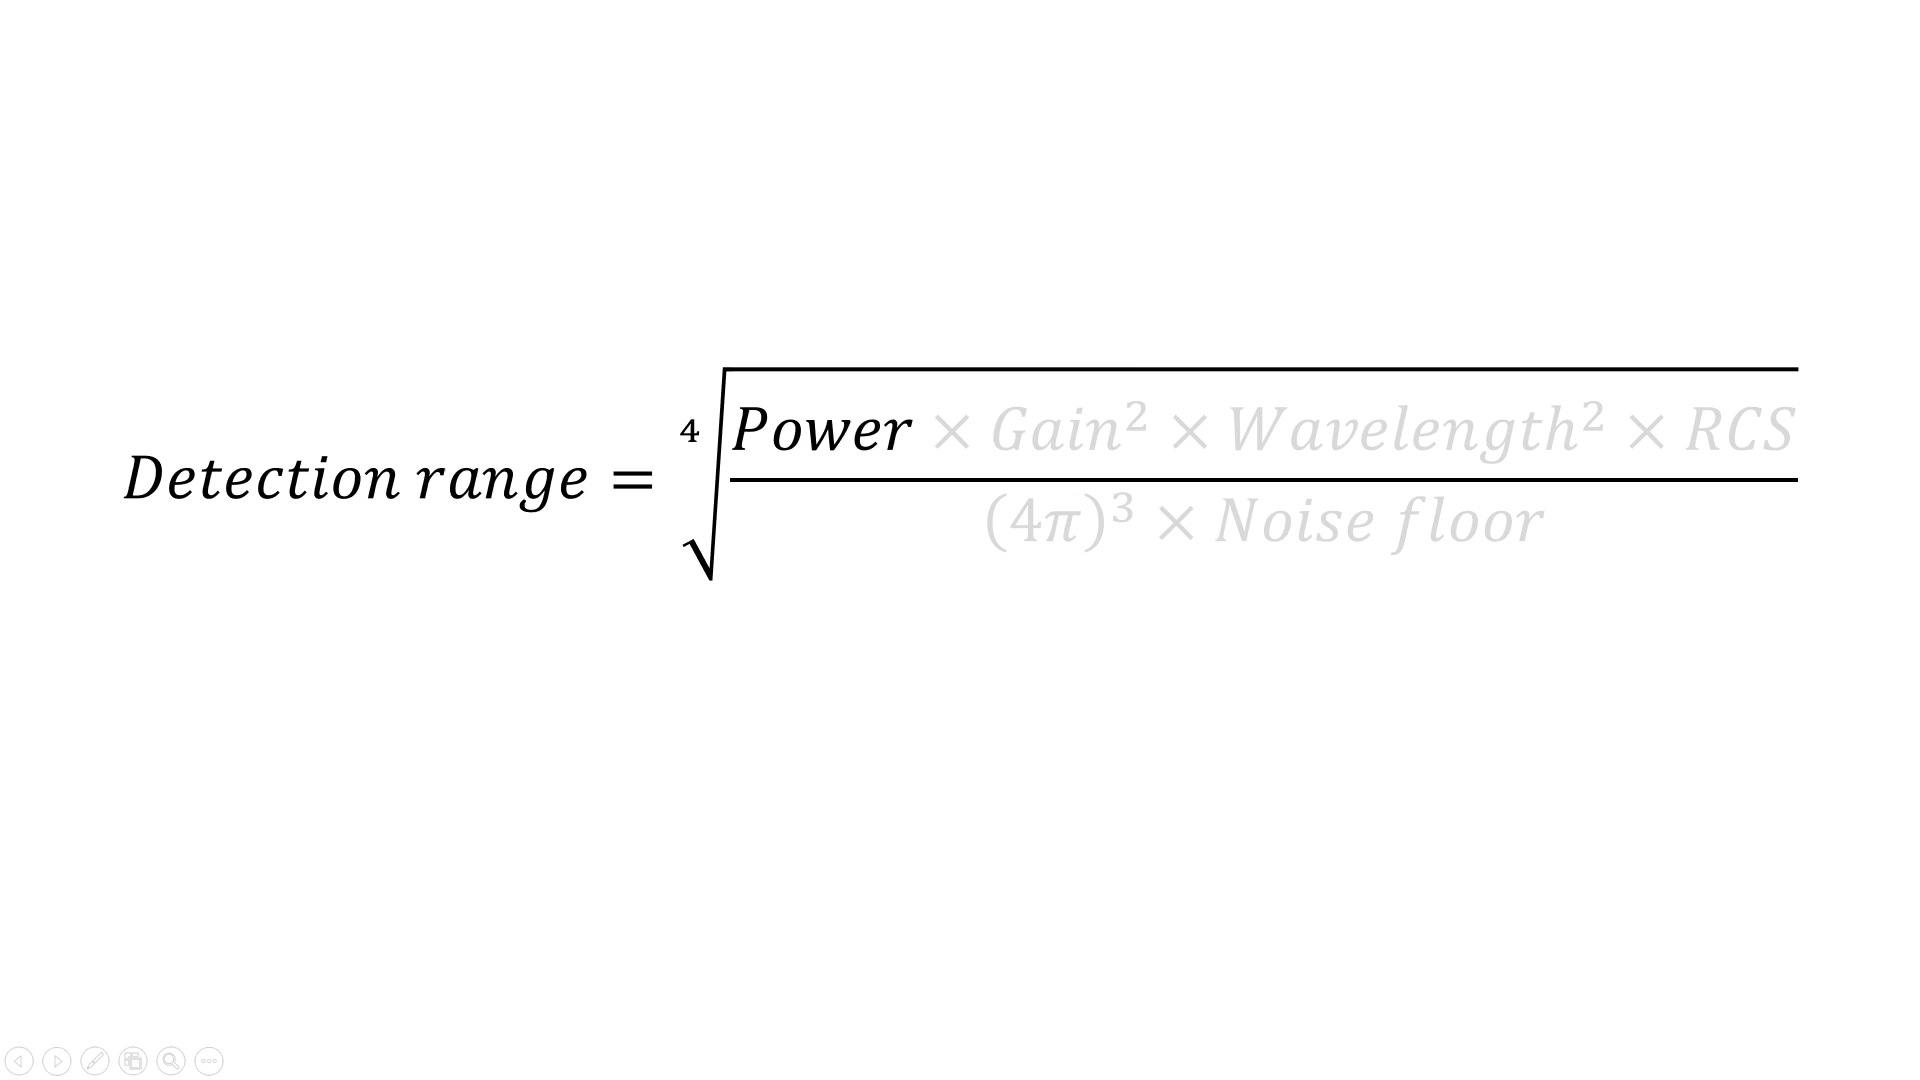 Detection range = ⁴√
Power × Gain² × Wavelength² × RCS
(4π)³ × Noise floor